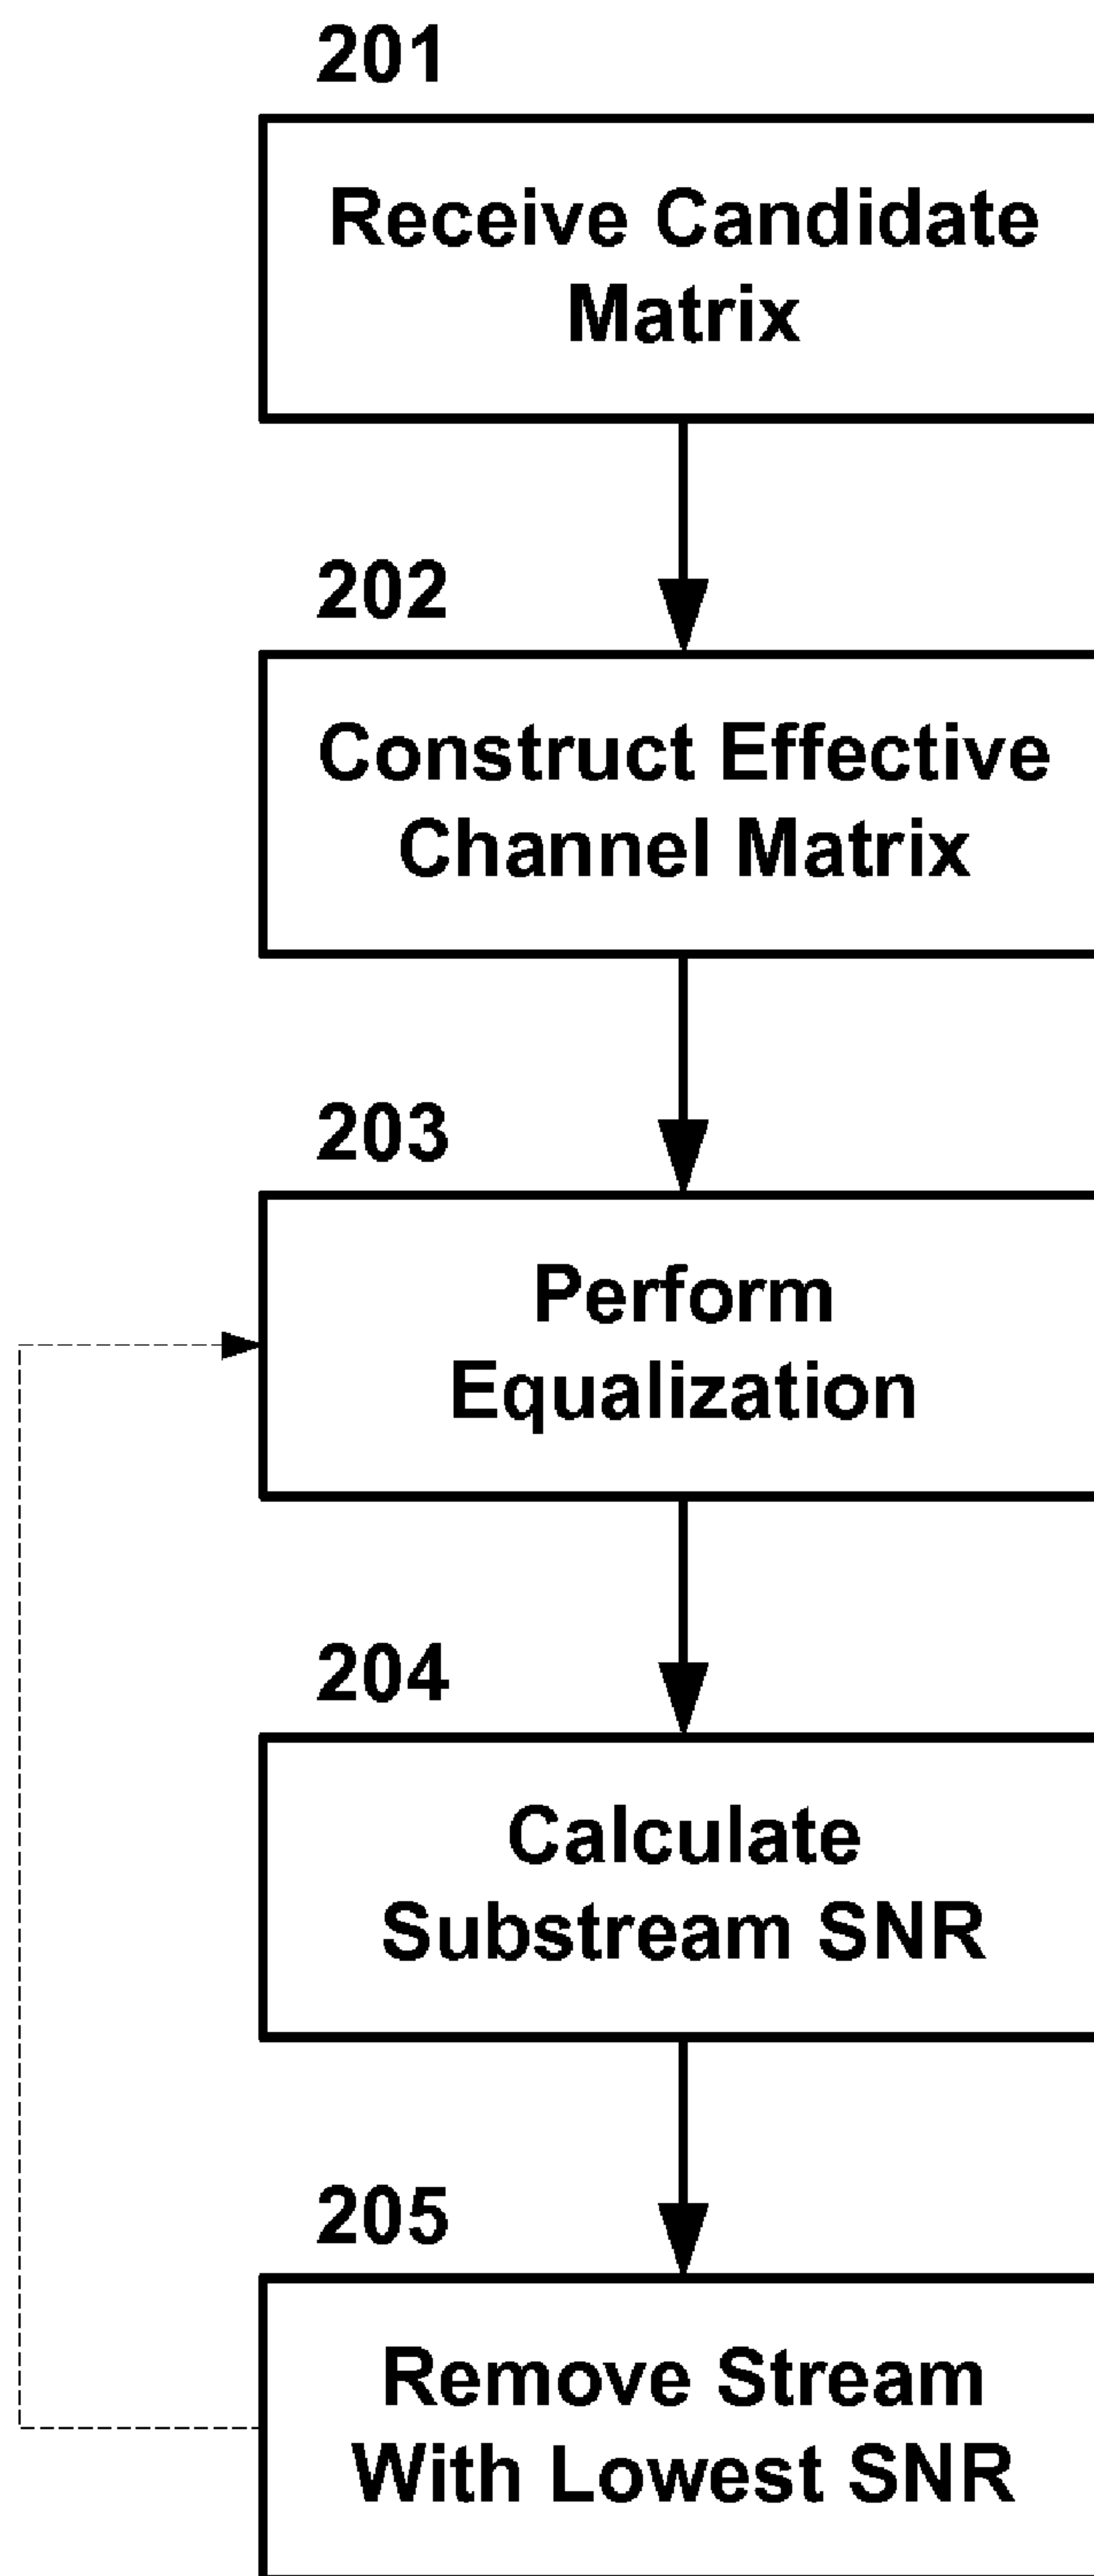 201
Receive Candidate
Matrix
202
Construct Effective
Channel Matrix
203
Perform
Equalization
204
Calculate
Substream SNR
205
Remove Stream
With Lowest SNR